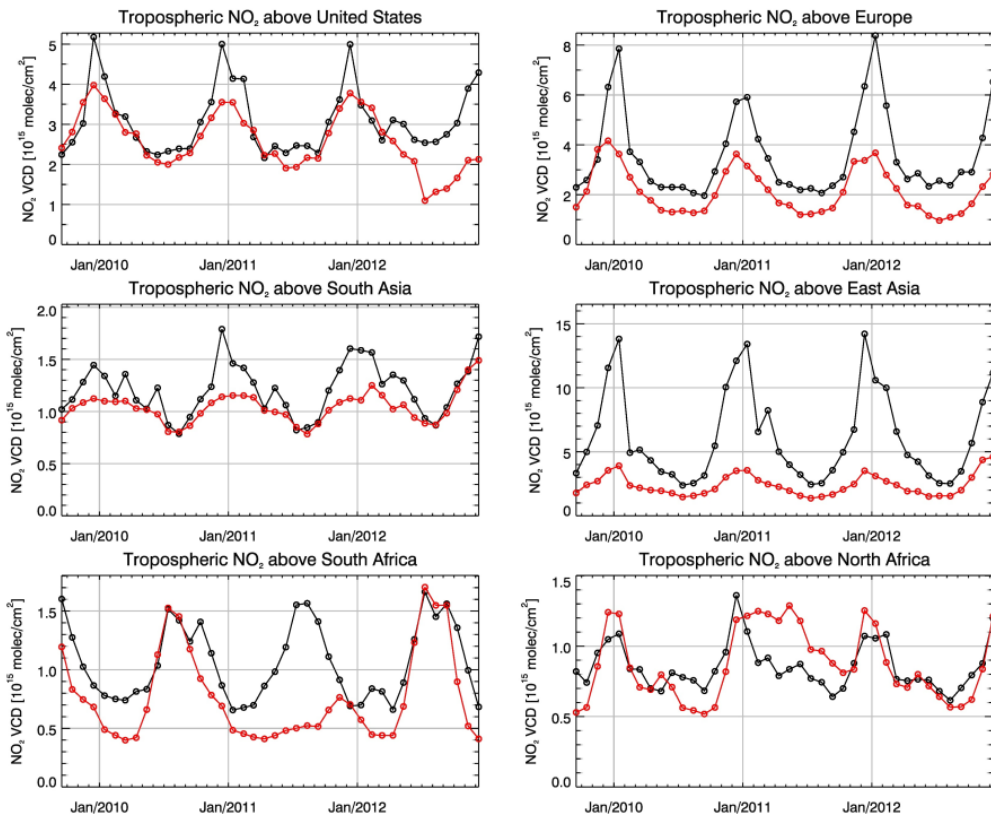 Tropospheric NO₂ above United States
NO₂ VCD [10¹⁵ molec/cm²]
5
4
3
2
1
0
Jan/2010 Jan/2011 Jan/2012
Tropospheric NO₂ above Europe
NO₂ VCD [10¹⁵ molec/cm²]
8
6
4
2
0
Jan/2010 Jan/2011 Jan/2012
Tropospheric NO₂ above South Asia
NO₂ VCD [10¹⁵ molec/cm²]
2.0
1.5
1.0
0.5
0.0
Jan/2010 Jan/2011 Jan/2012
Tropospheric NO₂ above East Asia
NO₂ VCD [10¹⁵ molec/cm²]
15
10
5
0
Jan/2010 Jan/2011 Jan/2012
Tropospheric NO₂ above South Africa
NO₂ VCD [10¹⁵ molec/cm²]
1.5
1.0
0.5
0.0
Jan/2010 Jan/2011 Jan/2012
Tropospheric NO₂ above North Africa
NO₂ VCD [10¹⁵ molec/cm²]
1.5
1.0
0.5
0.0
Jan/2010 Jan/2011 Jan/2012